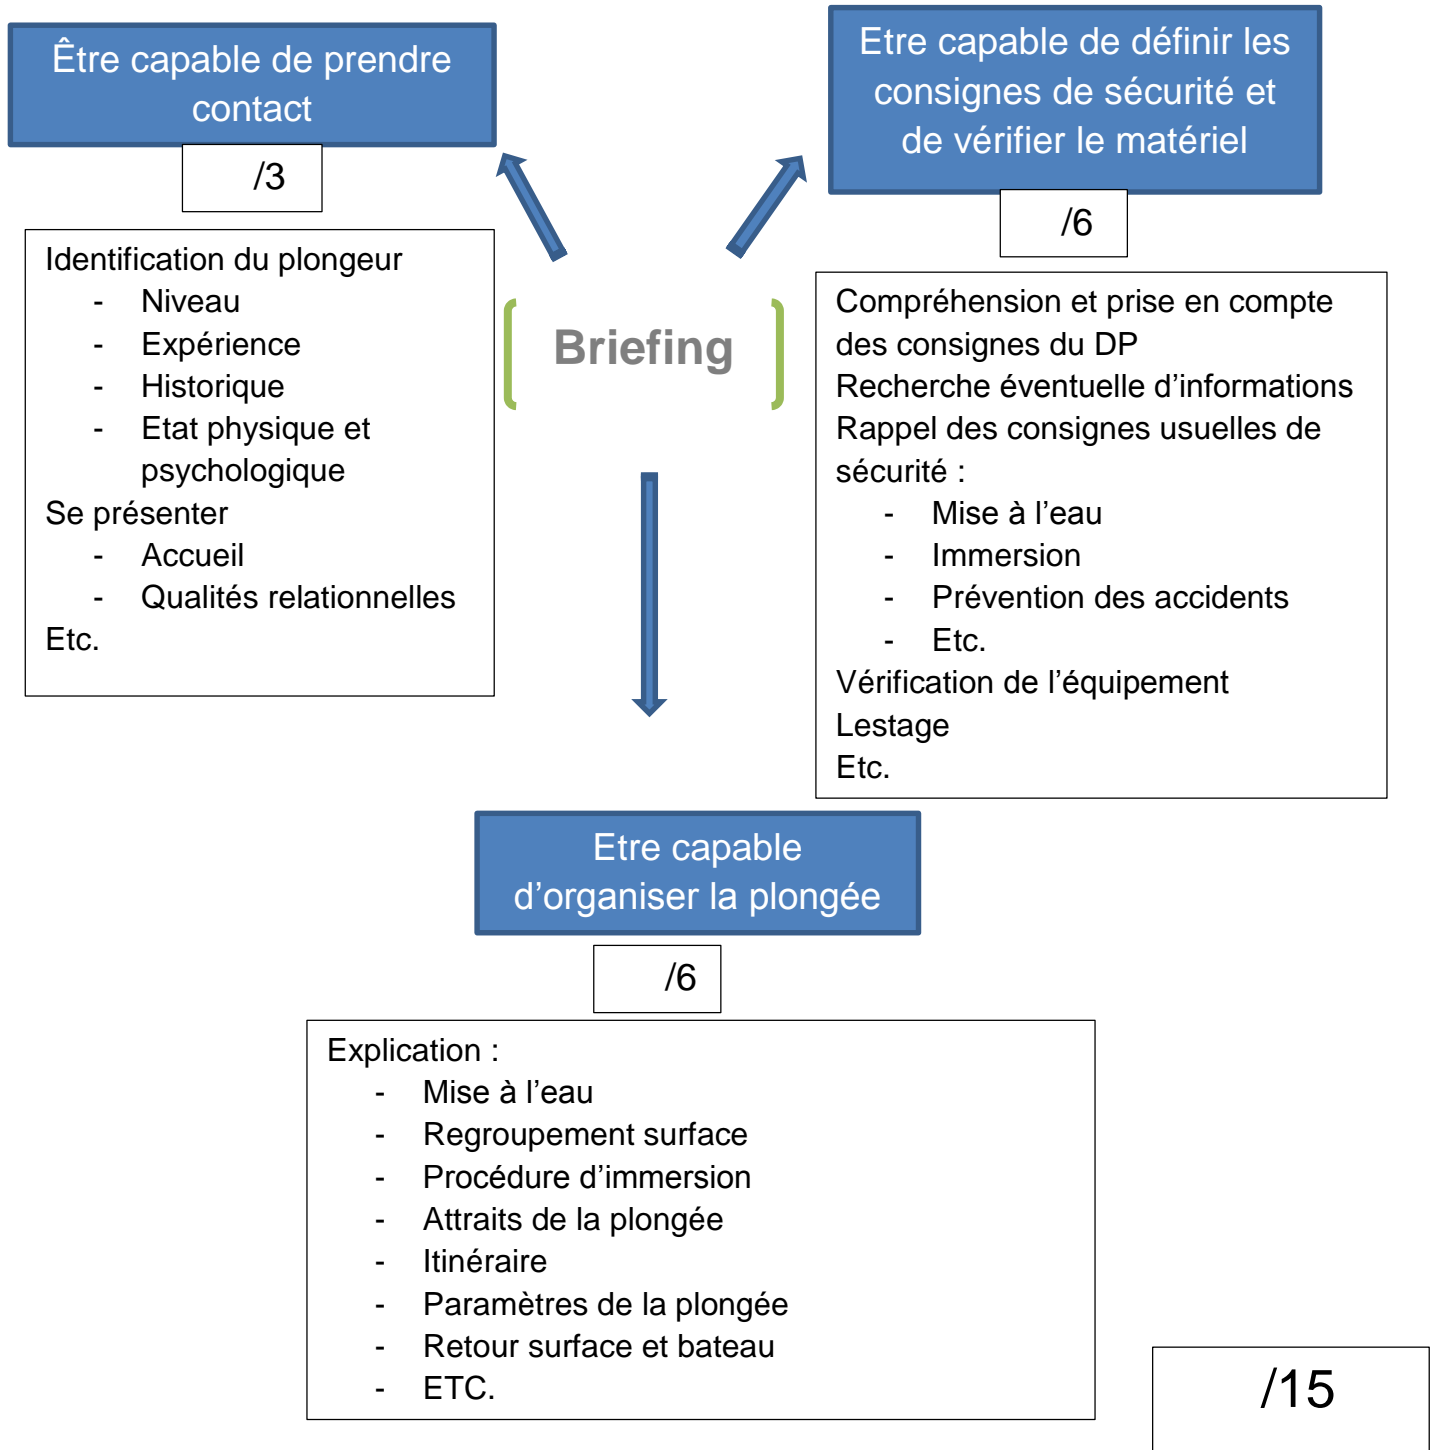 Être capable de prendre
contact
/3
Identification du plongeur
- Niveau
- Expérience
- Historique
- Etat physique et
psychologique
Se présenter
- Accueil
- Qualités relationnelles
Etc.
Briefing
Etre capable de définir les
consignes de sécurité et
de vérifier le matériel
/6
Compréhension et prise en compte
des consignes du DP
Recherche éventuelle d’informations
Rappel des consignes usuelles de
sécurité :
- Mise à l’eau
- Immersion
- Prévention des accidents
- Etc.
Vérification de l’équipement
Lestage
Etc.
Etre capable
d’organiser la plongée
/6
Explication :
- Mise à l’eau
- Regroupement surface
- Procédure d’immersion
- Attraits de la plongée
- Itinéraire
- Paramètres de la plongée
- Retour surface et bateau
- ETC.
/15